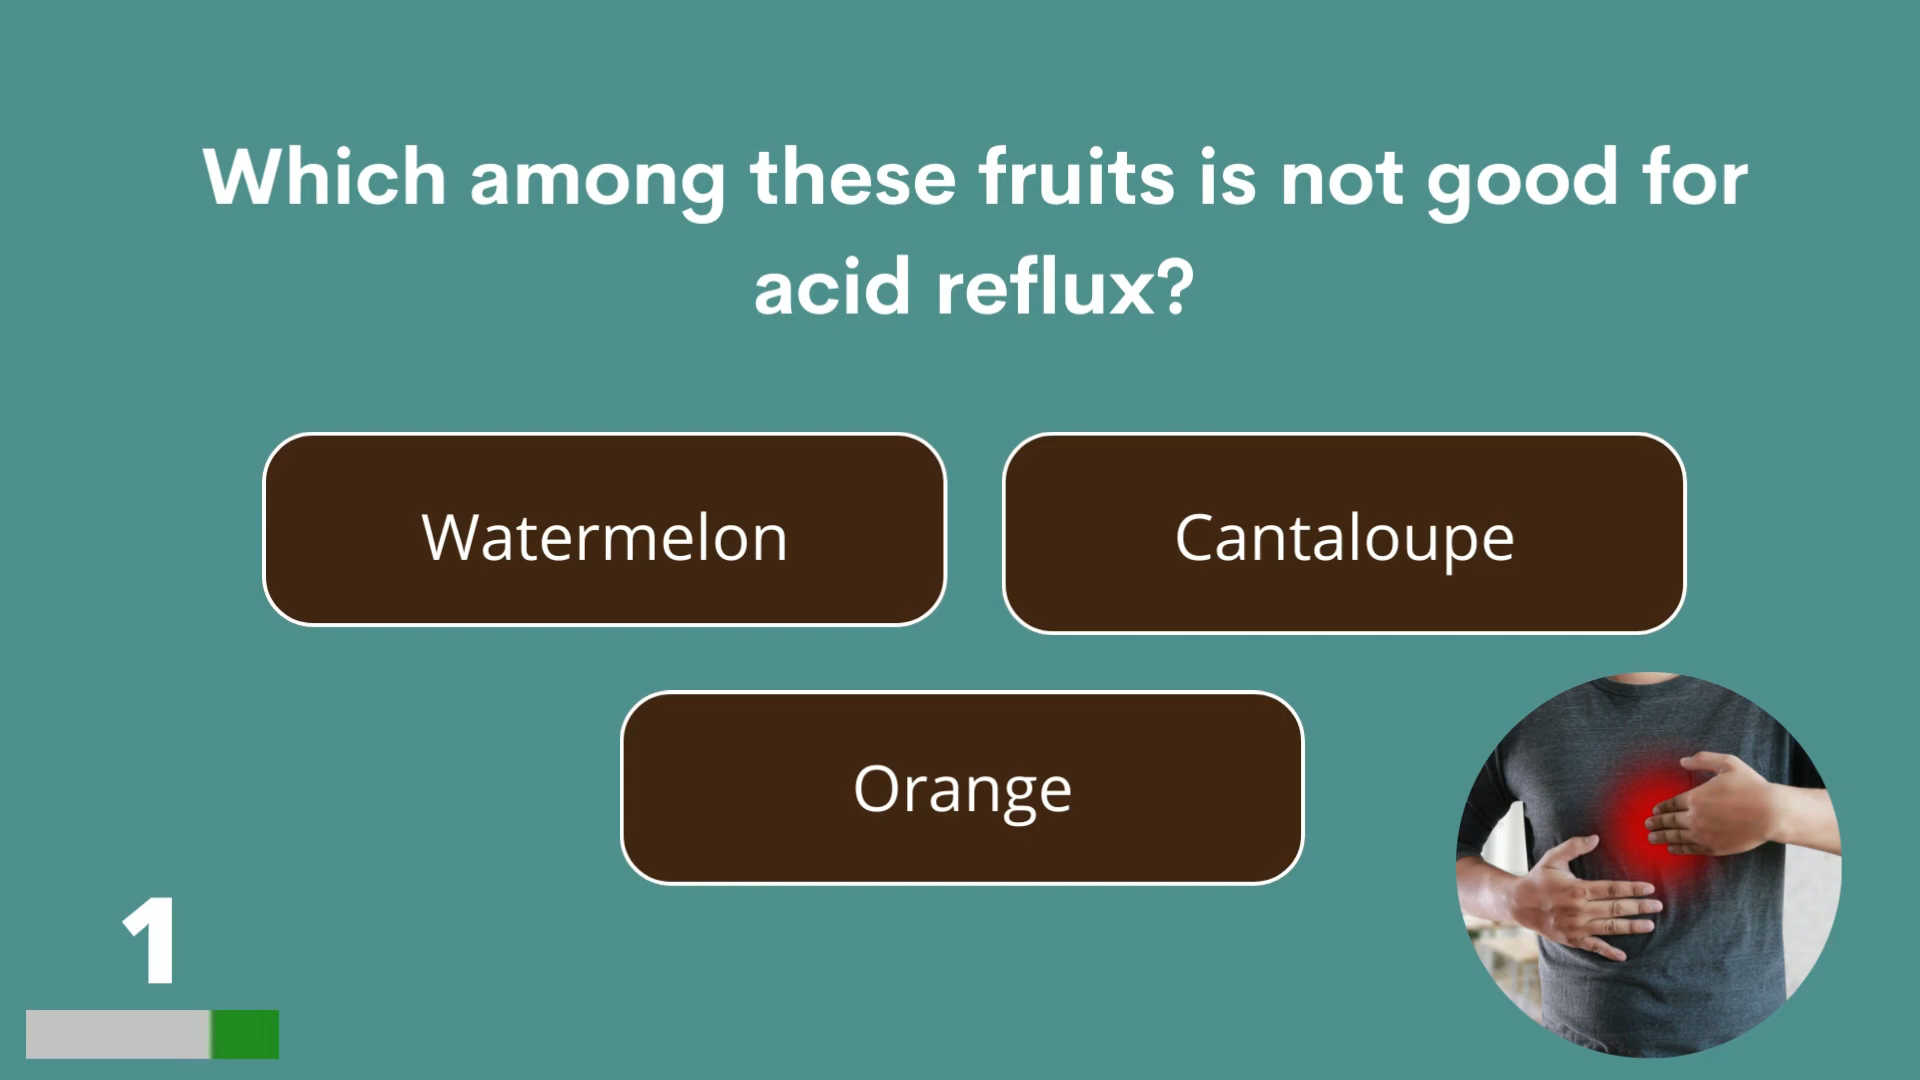 Which among these fruits is not good for
acid reflux?
Watermelon
Cantaloupe
Orange
1